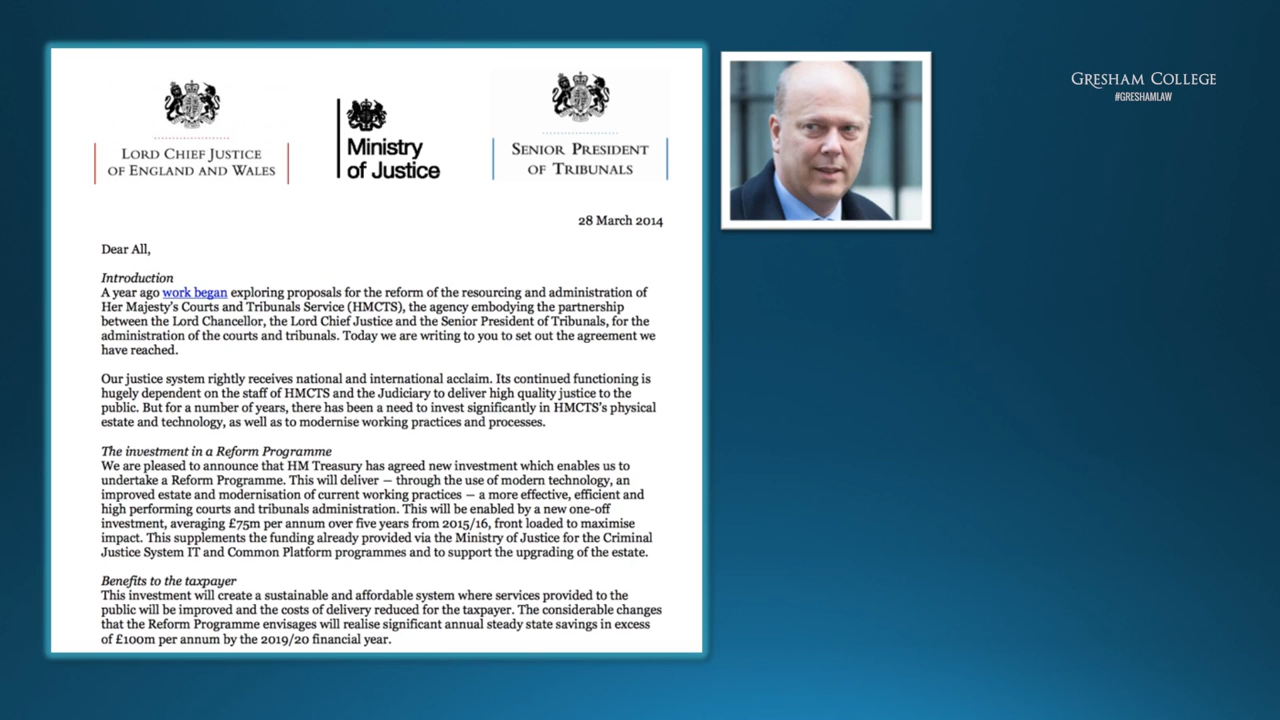 LORD CHIEF JUSTICE
OF ENGLAND AND WALES
Ministry
of Justice
SENIOR PRESIDENT
OF TRIBUNALS
GRESHAM COLLEGE
#GRESHAMLAW
28 March 2014
Dear All,
Introduction
A year ago work began exploring proposals for the reform of the resourcing and administration of
Her Majesty's Courts and Tribunals Service (HMCTS), the agency embodying the partnership
between the Lord Chancellor, the Lord Chief Justice and the Senior President of Tribunals, for the
administration of the courts and tribunals. Today we are writing to you to set out the agreement we
have reached.
Our justice system rightly receives national and international acclaim. Its continued functioning is
hugely dependent on the staff of HMCTS and the Judiciary to deliver high quality justice to the
public. But for a number of years, there has been a need to invest significantly in HMCTS's physical
estate and technology, as well as to modernise working practices and processes.
The investment in a Reform Programme
We are pleased to announce that HM Treasury has agreed new investment which enables us to
undertake a Reform Programme. This will deliver – through the use of modern technology, an
improved estate and modernisation of current working practices – a more effective, efficient and
high performing courts and tribunals administration. This will be enabled by a new one-off
investment, averaging £75m per annum over five years from 2015/16, front loaded to maximise
impact. This supplements the funding already provided via the Ministry of Justice for the Criminal
Justice System IT and Common Platform programmes and to support the upgrading of the estate.
Benefits to the taxpayer
This investment will create a sustainable and affordable system where services provided to the
public will be improved and the costs of delivery reduced for the taxpayer. The considerable changes
that the Reform Programme envisages will realise significant annual steady state savings in excess
of £100m per annum by the 2019/20 financial year.